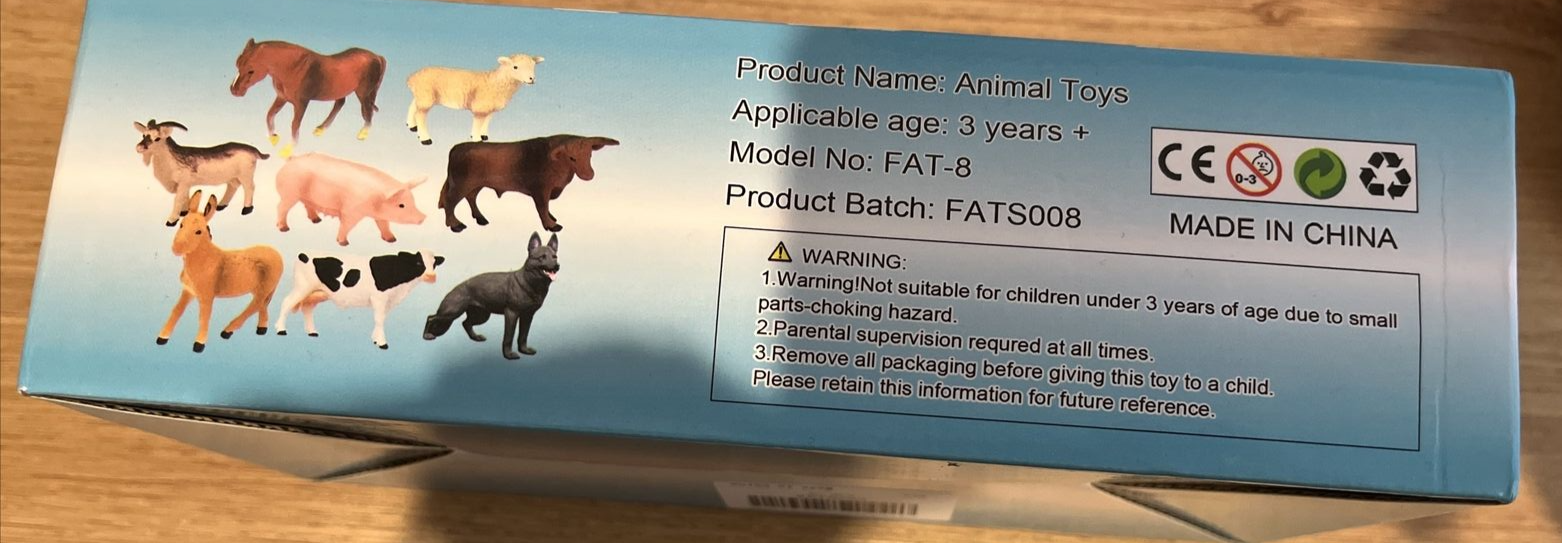 Product Name: Animal Toys
Applicable age: 3 years +
Model No: FAT-8
Product Batch: FATS008
CE
0-3
MADE IN CHINA
WARNING:
1.Warning!Not suitable for children under 3 years of age due to small
parts-choking hazard.
2.Parental supervision requred at all times.
3.Remove all packaging before giving this toy to a child.
Please retain this information for future reference.